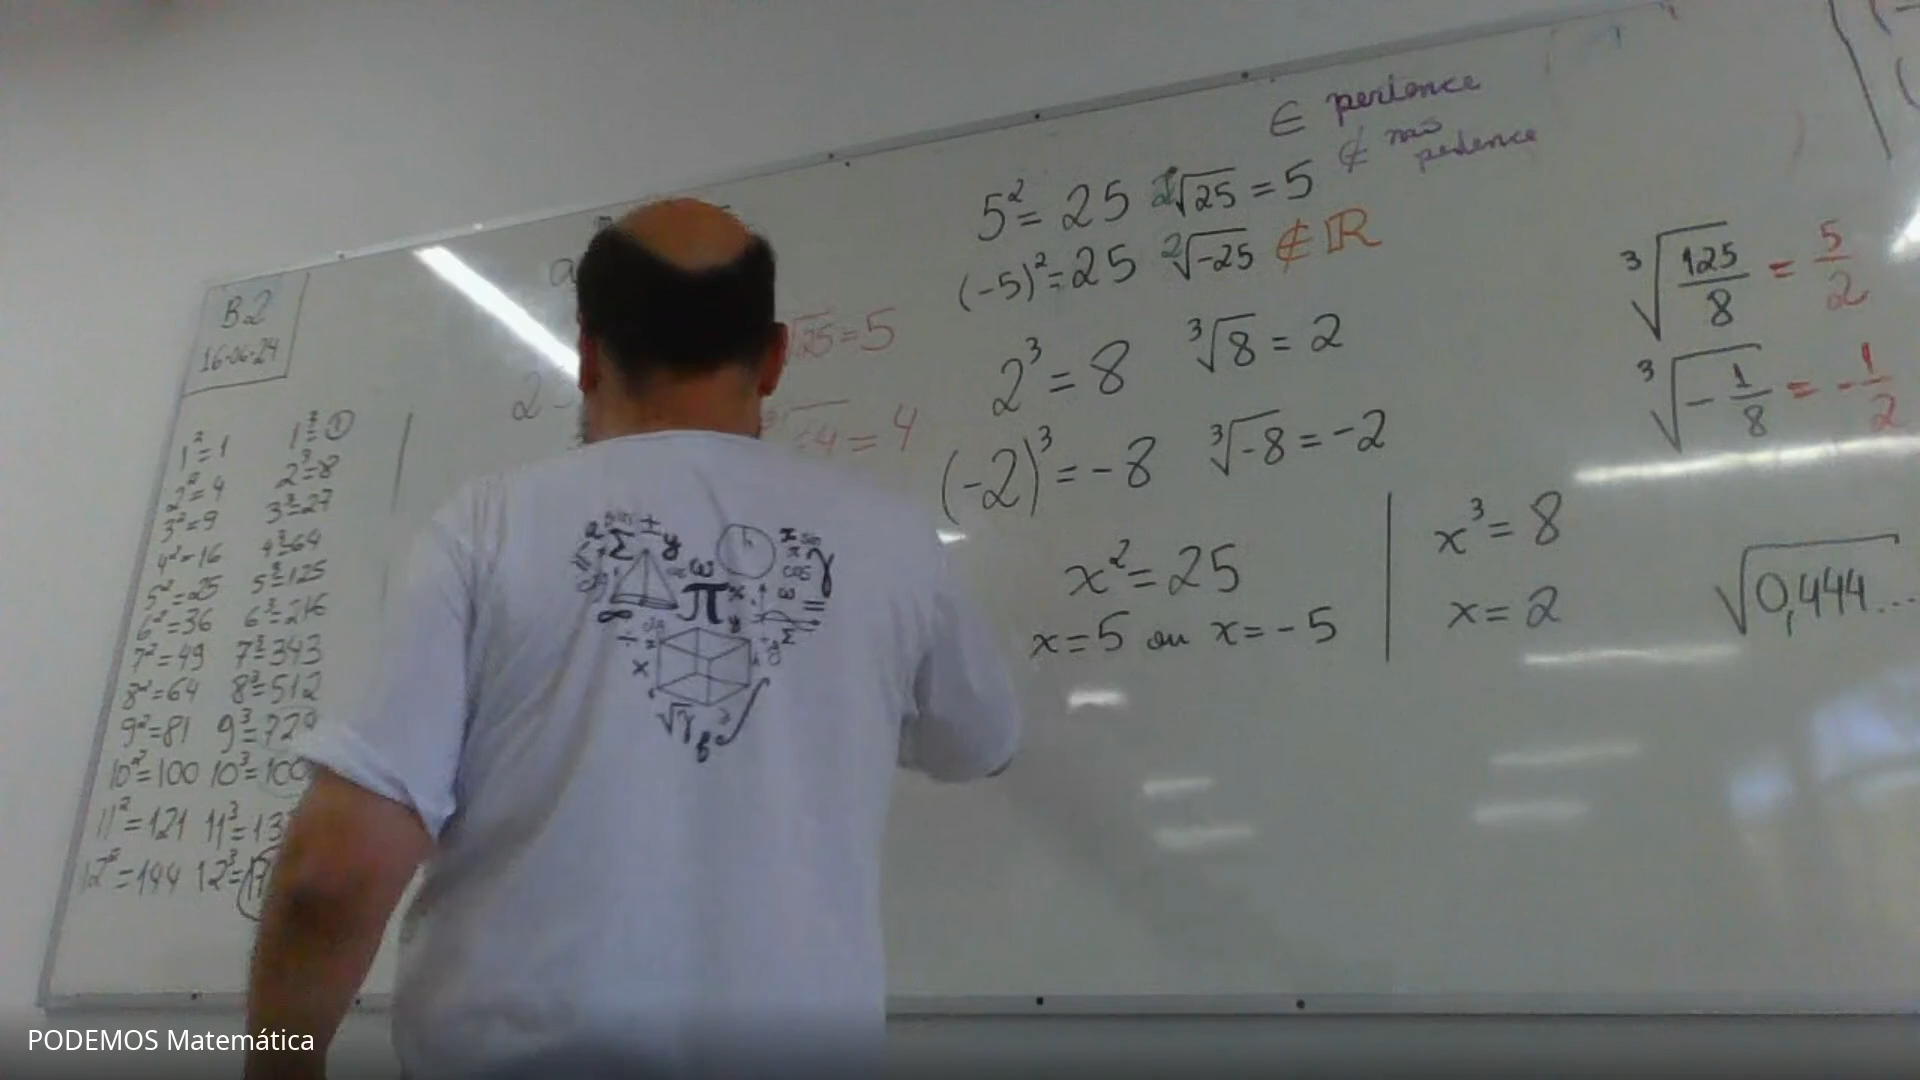 B.2
16-06-24
1²=1 1³=1
2²=4 2³=8
3²=9 3³=27
4²=16 4³=64
5²=25 5³=125
6²=36 6³=216
7²=49 7³=343
8²=64 8³=512
9²=81 9³=729
10²=100 10³=100
11²=121 11³=13
12²=144 12³=17
√25=5
=4
∈ pertence
∉ não pertence
5²=25 ²√25=5
(-5)²=25 ²√-25 ∉ ℝ
2³=8 ³√8=2
(-2)³=-8 ³√-8=-2
x²=25
x=5 ou x=-5
x³=8
x=2
³√125/8 = 5/2
³√-1/8 = -1/2
√0,444...
π
PODEMOS Matemática